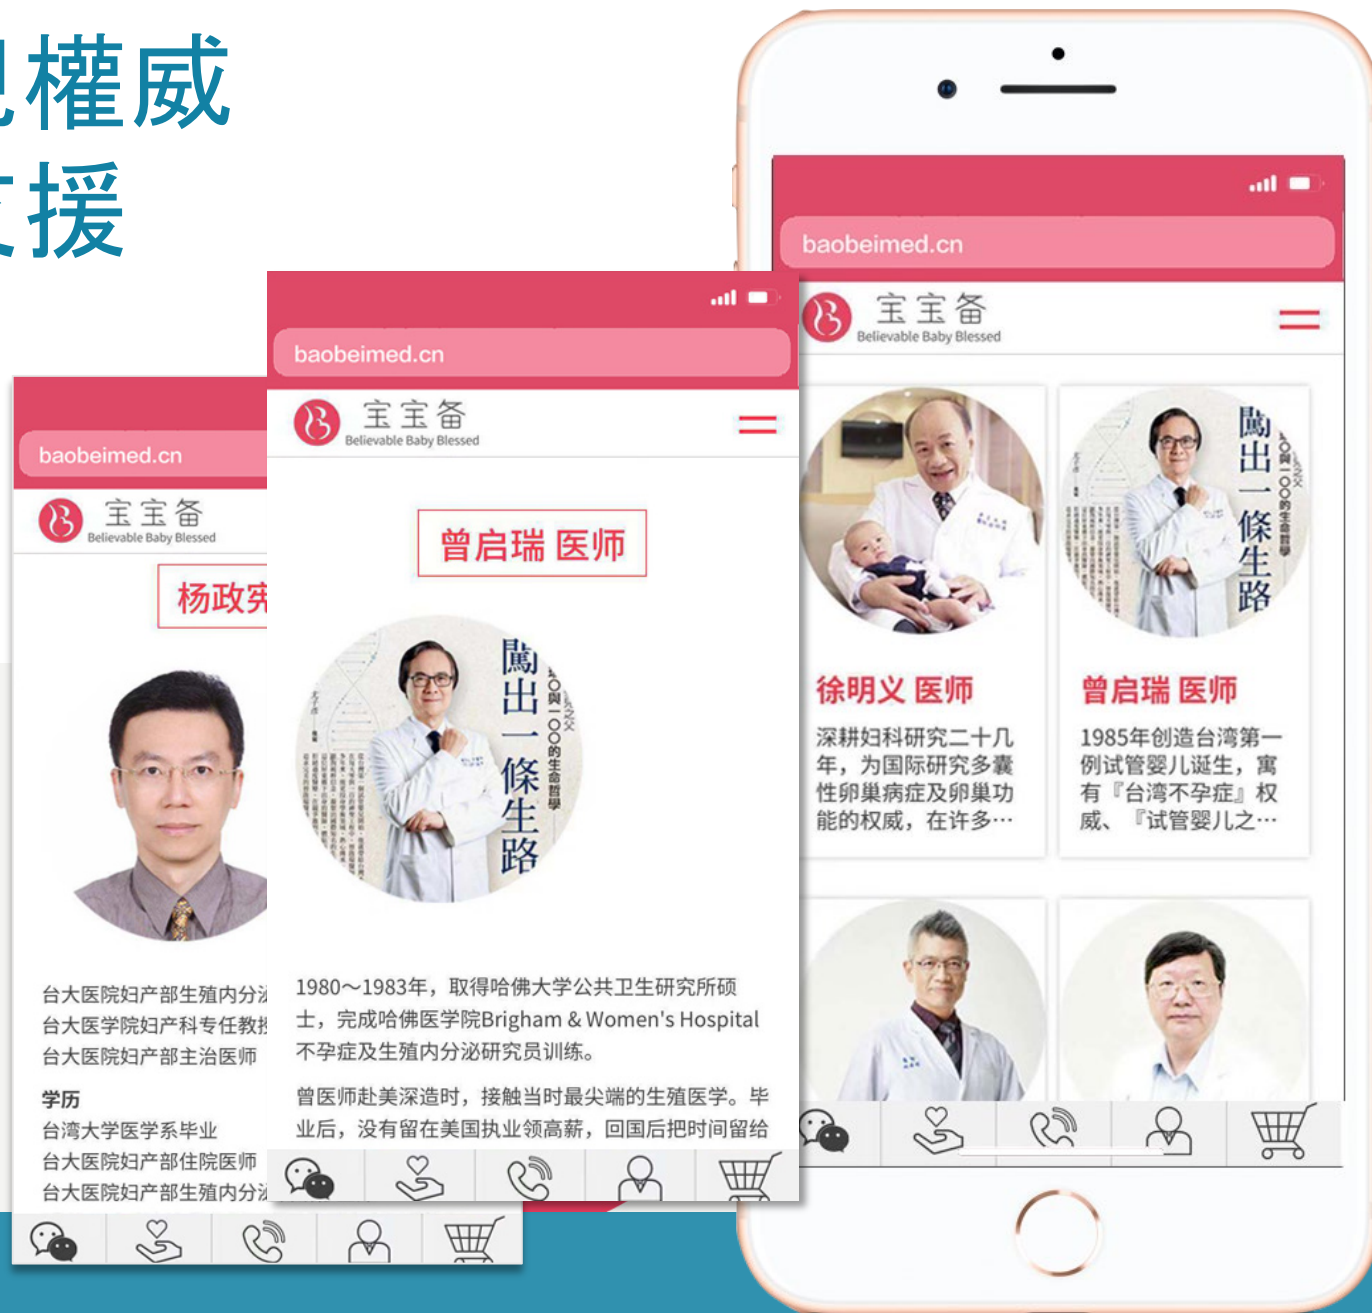 權威
援
baobeimed.cn
宝宝备
Believable Baby Blessed
杨政宪
台大医院妇产部生殖内分泌
台大医学院妇产科专任教授
台大医院妇产部主治医师
学历
台湾大学医学系毕业
台大医院妇产部住院医师
台大医院妇产部生殖内分泌
baobeimed.cn
宝宝备
Believable Baby Blessed
曾启瑞 医师
闖出一條生路
1980～1983年，取得哈佛大学公共卫生研究所硕
士，完成哈佛医学院Brigham & Women's Hospital
不孕症及生殖内分泌研究员训练。
曾医师赴美深造时，接触当时最尖端的生殖医学。毕
业后，没有留在美国执业领高薪，回国后把时间留给
baobeimed.cn
宝宝备
Believable Baby Blessed
闖出一條生路
徐明义 医师
深耕妇科研究二十几
年，为国际研究多囊
性卵巢病症及卵巢功
能的权威，在许多…
曾启瑞 医师
1985年创造台湾第一
例试管婴儿诞生，寓
有『台湾不孕症』权
威、『试管婴儿之…